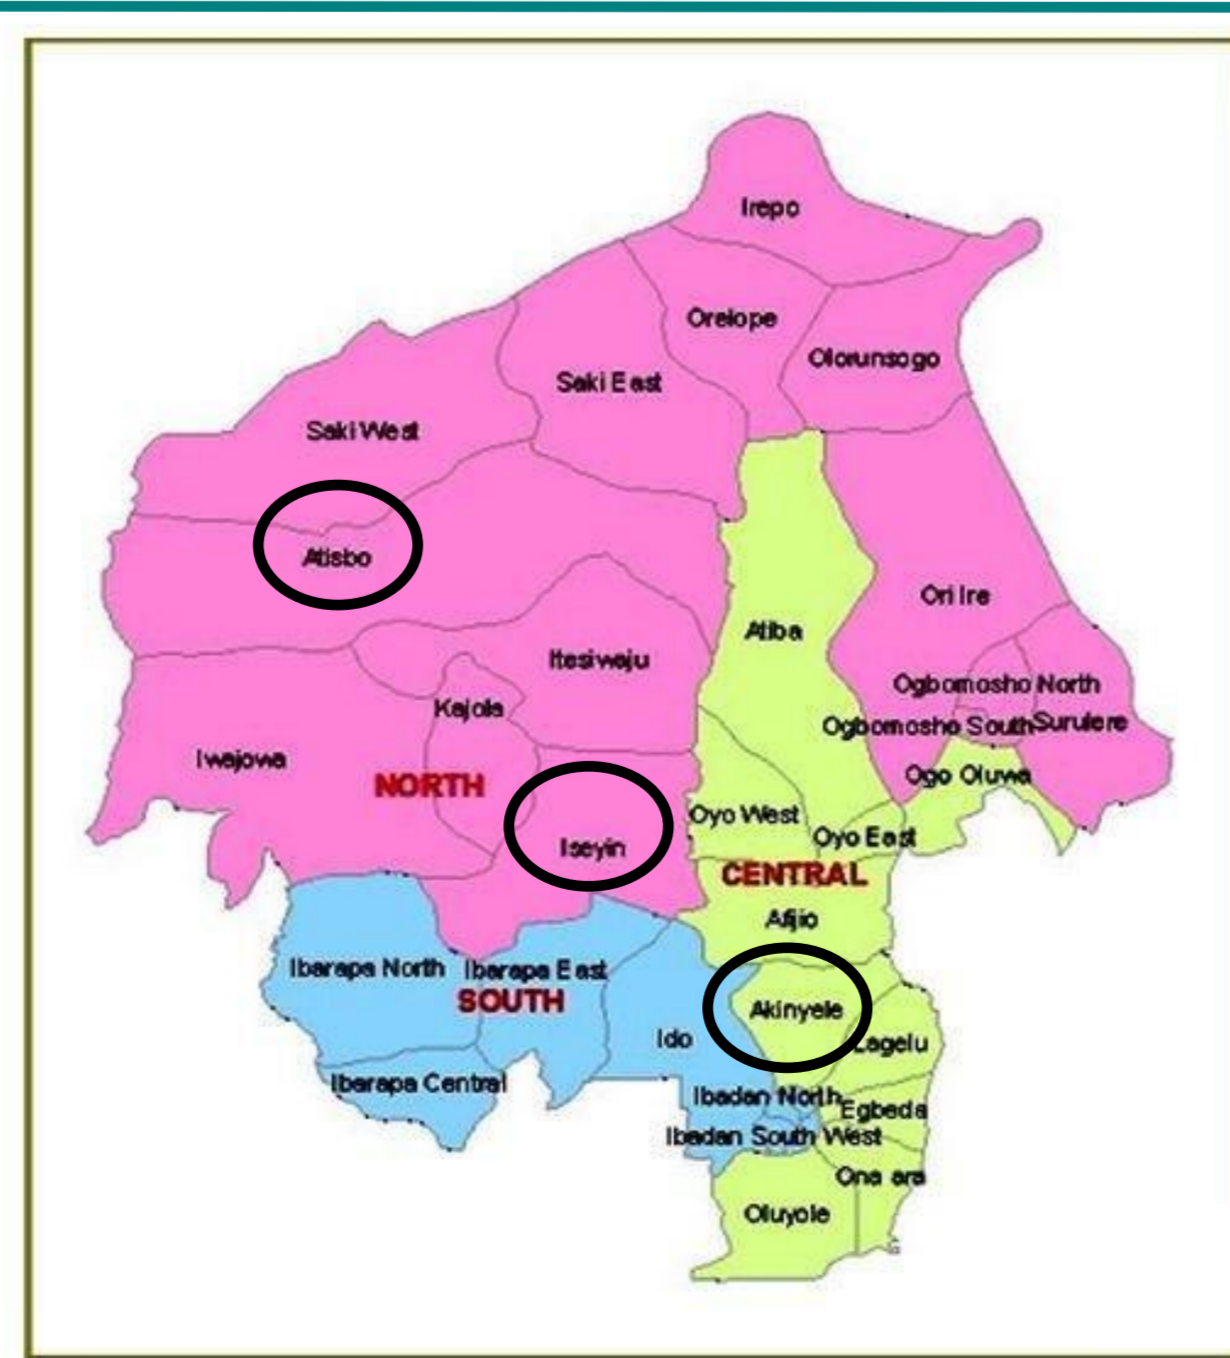 Irepo
Orelope
Olorunsogo
Saki East
Saki West
Atisbo
Ori Ire
Atiba
Itesiwaju
Ogbomosho North
Kajola
Ogbomosho South
Surulere
Iwajowa
NORTH
Ogo Oluwa
Oyo West
Oyo East
Iseyin
CENTRAL
Afijio
Ibarapa North
Ibarapa East
SOUTH
Akinyele
Ido
Lagelu
Ibarapa Central
Ibadan North
Egbeda
Ibadan South West
Ona ara
Oluyole